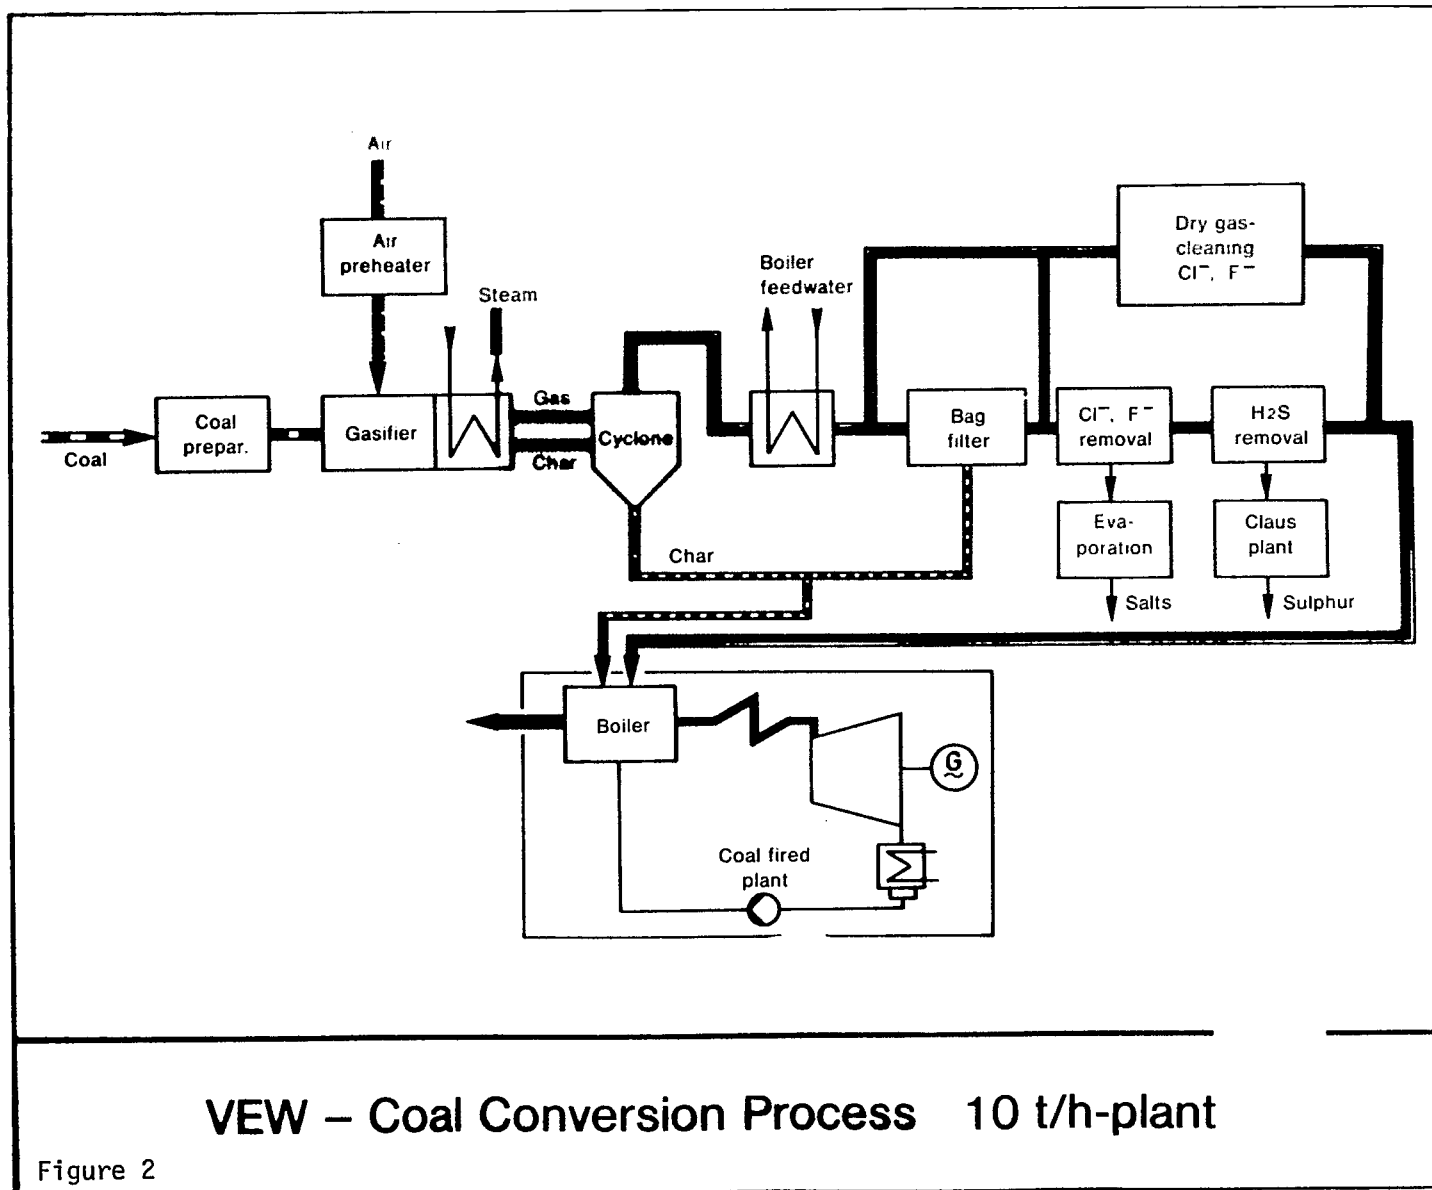 Air
Air
preheater
Steam
Boiler
feedwater
Dry gas-
cleaning
Cl⁻, F⁻
Coal
Coal
prepar.
Gasifier
Gas
Char
Cyclone
Bag
filter
Cl⁻, F⁻
removal
H2S
removal
Char
Eva-
poration
Claus
plant
Salts
Sulphur
Boiler
G
~
Coal fired
plant
VEW – Coal Conversion Process 10 t/h-plant
Figure 2